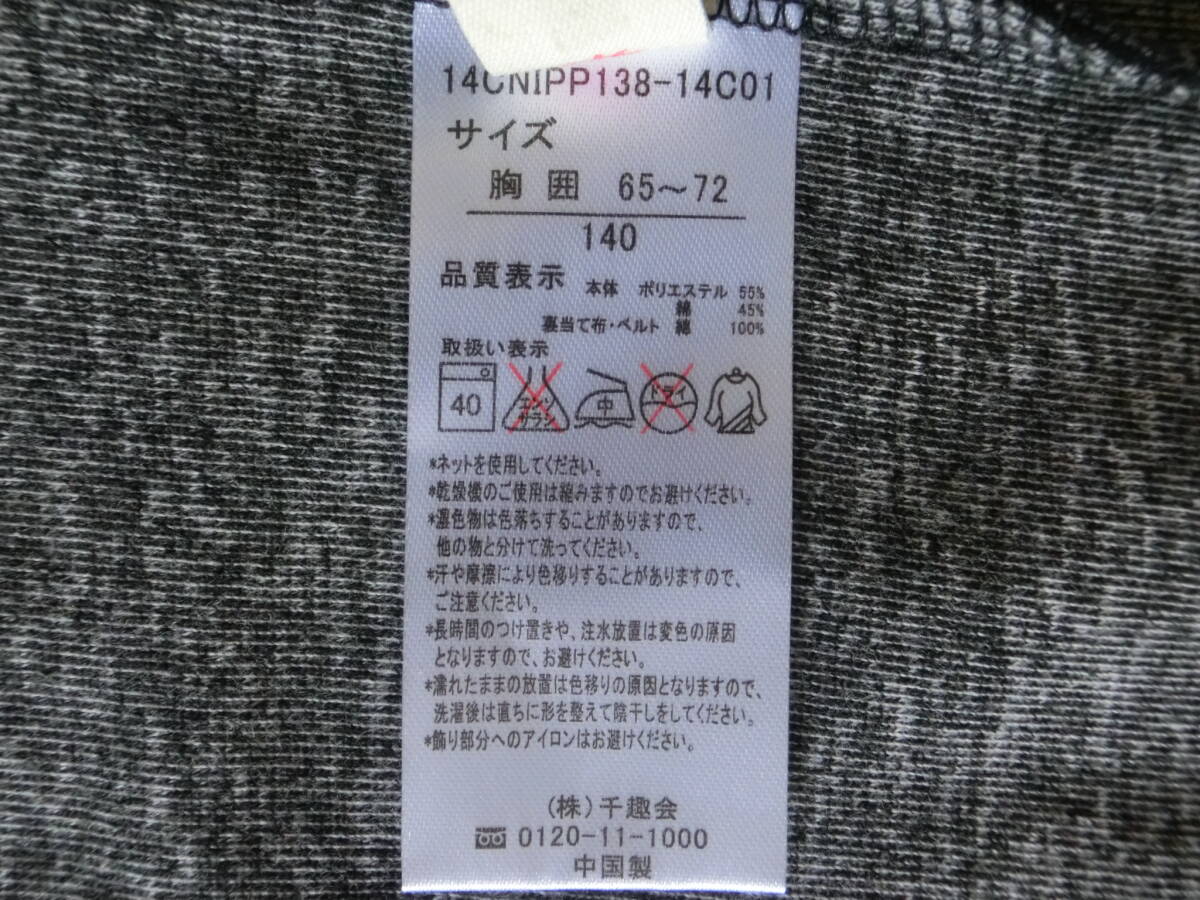 14CNIPP138-14C01
サイズ
胸囲 65～72
140
品質表示 本体 ポリエステル 55%
綿 45%
裏当て布・ベルト 綿 100%
取扱い表示
40 エンソサラシ 中 ドライ
*ネットを使用してください。
*乾燥機のご使用は縮みますのでお避けください。
*濃色物は色落ちすることがありますので、
他の物と分けて洗ってください。
*汗や摩擦により色移りすることがありますので、
ご注意ください。
*長時間のつけ置きや、注水放置は変色の原因
となりますので、お避けください。
*濡れたままの放置は色移りの原因となりますので、
洗濯後は直ちに形を整えて陰干しをしてください。
*飾り部分へのアイロンはお避けください。
(株)千趣会
0120-11-1000
中国製